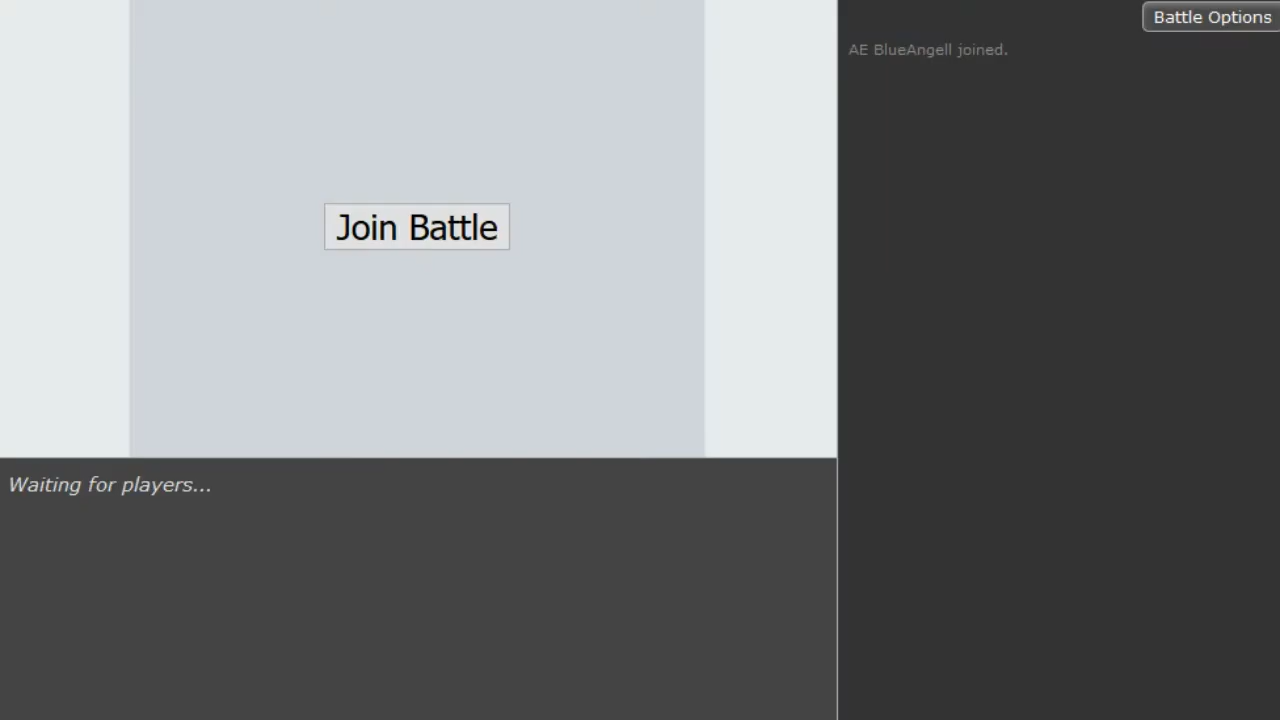 Battle Options
AE BlueAngell joined.
Join Battle
Waiting for players...